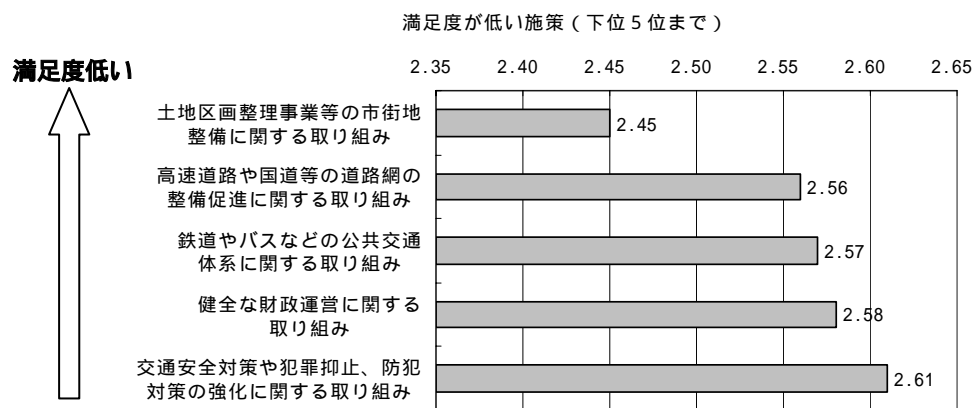 満足度が低い施策（下位５位まで）
満足度低い
2.35 2.40 2.45 2.50 2.55 2.60 2.65
土地区画整理事業等の市街地
整備に関する取り組み
2.45
高速道路や国道等の道路網の
整備促進に関する取り組み
2.56
鉄道やバスなどの公共交通
体系に関する取り組み
2.57
健全な財政運営に関する
取り組み
2.58
交通安全対策や犯罪抑止、防犯
対策の強化に関する取り組み
2.61